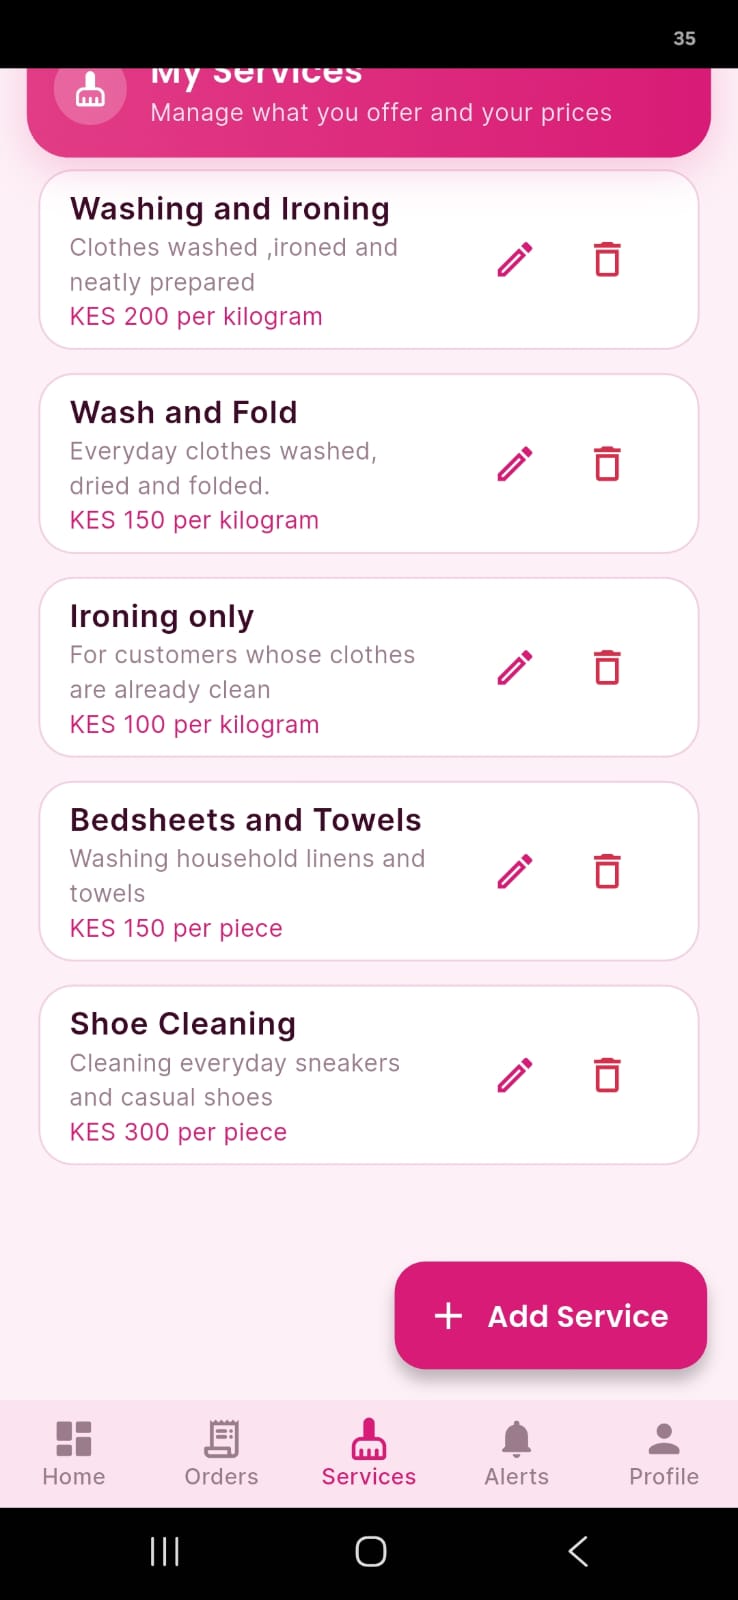 35
My Services
Manage what you offer and your prices
Washing and Ironing
Clothes washed ,ironed and
neatly prepared
KES 200 per kilogram
Wash and Fold
Everyday clothes washed,
dried and folded.
KES 150 per kilogram
Ironing only
For customers whose clothes
are already clean
KES 100 per kilogram
Bedsheets and Towels
Washing household linens and
towels
KES 150 per piece
Shoe Cleaning
Cleaning everyday sneakers
and casual shoes
KES 300 per piece
Add Service
Home
Orders
Services
Alerts
Profile